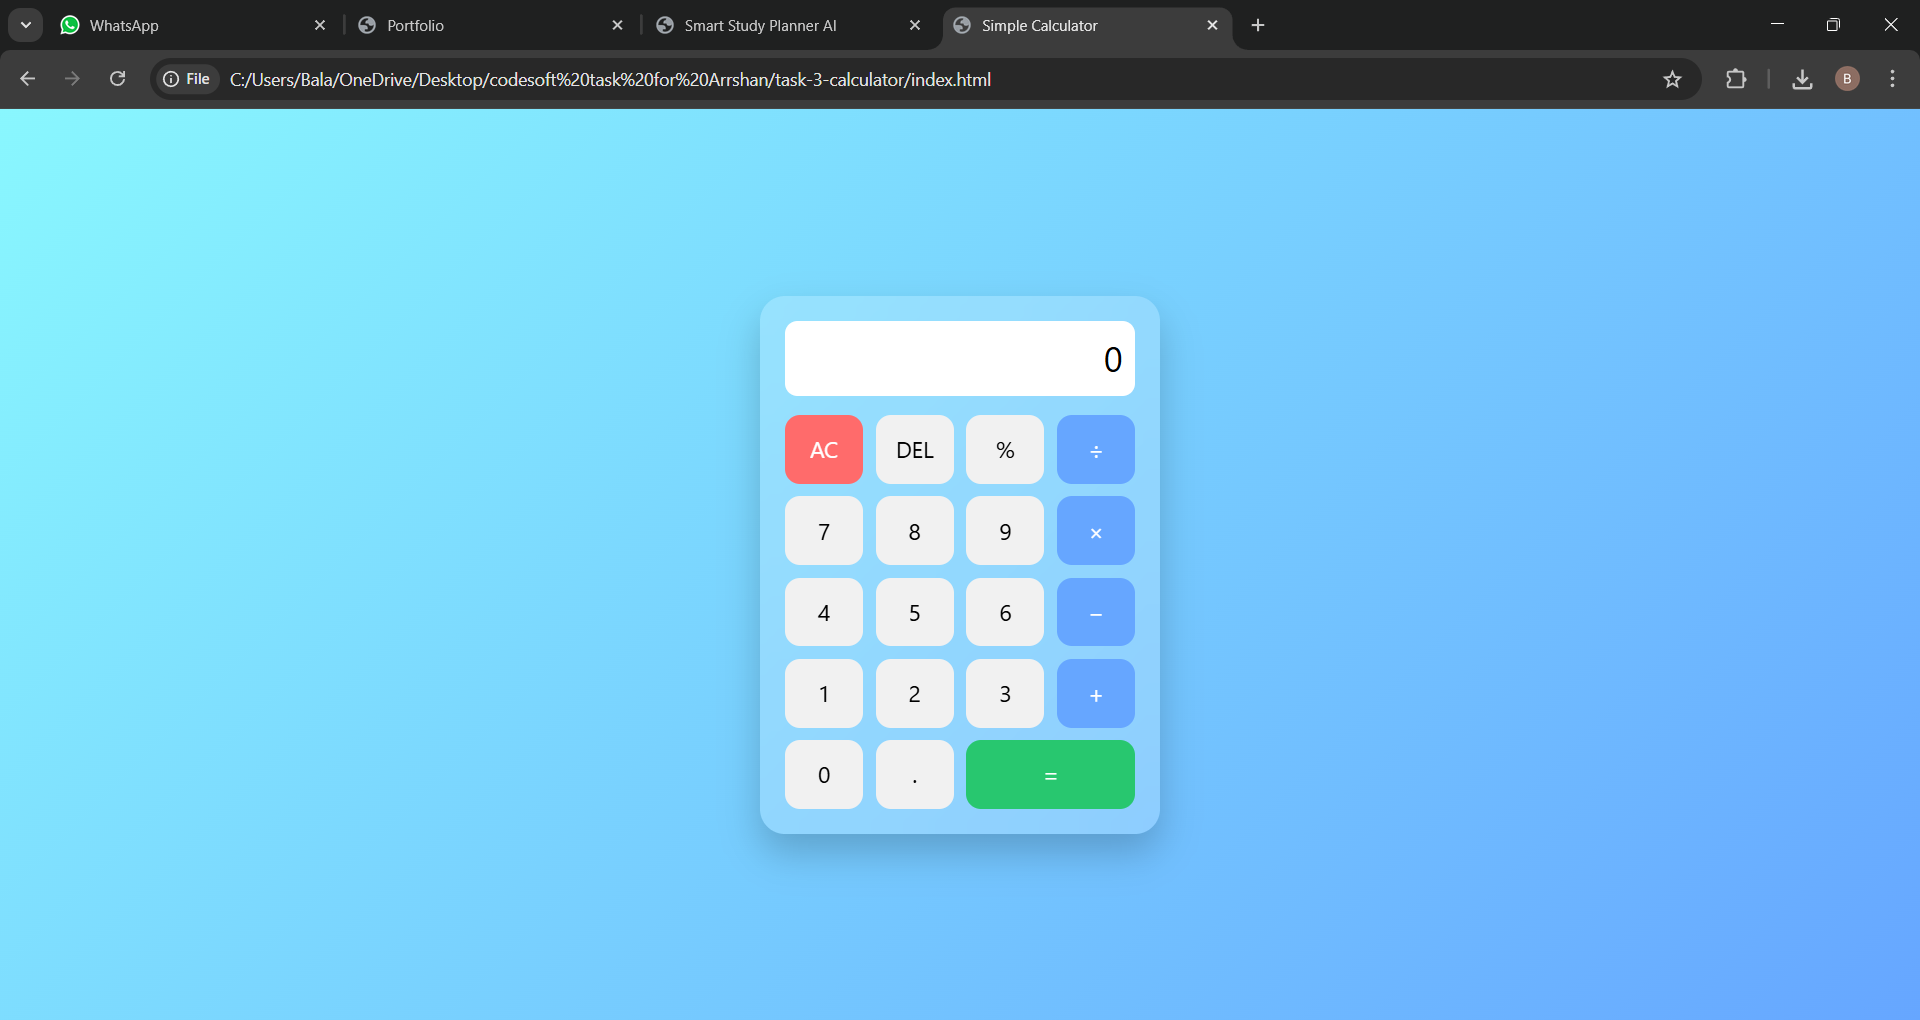 WhatsApp
Portfolio
Smart Study Planner AI
Simple Calculator
File C:/Users/Bala/OneDrive/Desktop/codesoft%20task%20for%20Arrshan/task-3-calculator/index.html
B
0
AC DEL % ÷
7 8 9 ×
4 5 6 −
1 2 3 +
0 . =